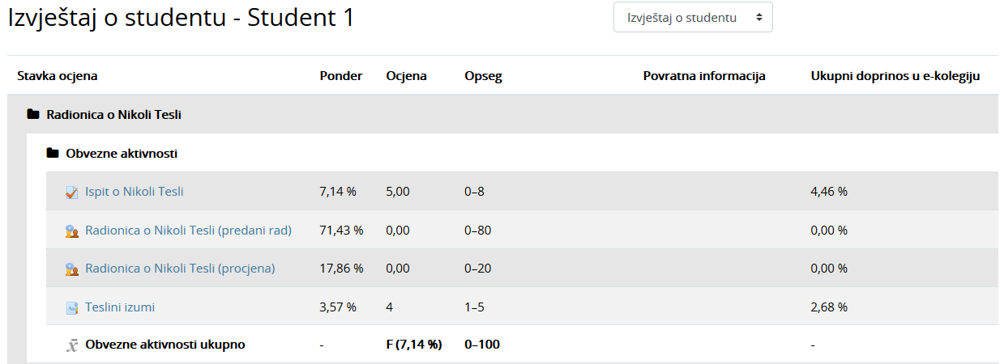 Izvještaj o studentu - Student 1 Izvještaj o studentu
Stavka ocjena Ponder Ocjena Opseg Povratna informacija Ukupni doprinos u e-kolegiju
Radionica o Nikoli Tesli
Obvezne aktivnosti
Ispit o Nikoli Tesli 7,14 % 5,00 0–8 4,46 %
Radionica o Nikoli Tesli (predani rad) 71,43 % 0,00 0–80 0,00 %
Radionica o Nikoli Tesli (procjena) 17,86 % 0,00 0–20 0,00 %
Teslini izumi 3,57 % 4 1–5 2,68 %
Obvezne aktivnosti ukupno - F (7,14 %) 0–100 -